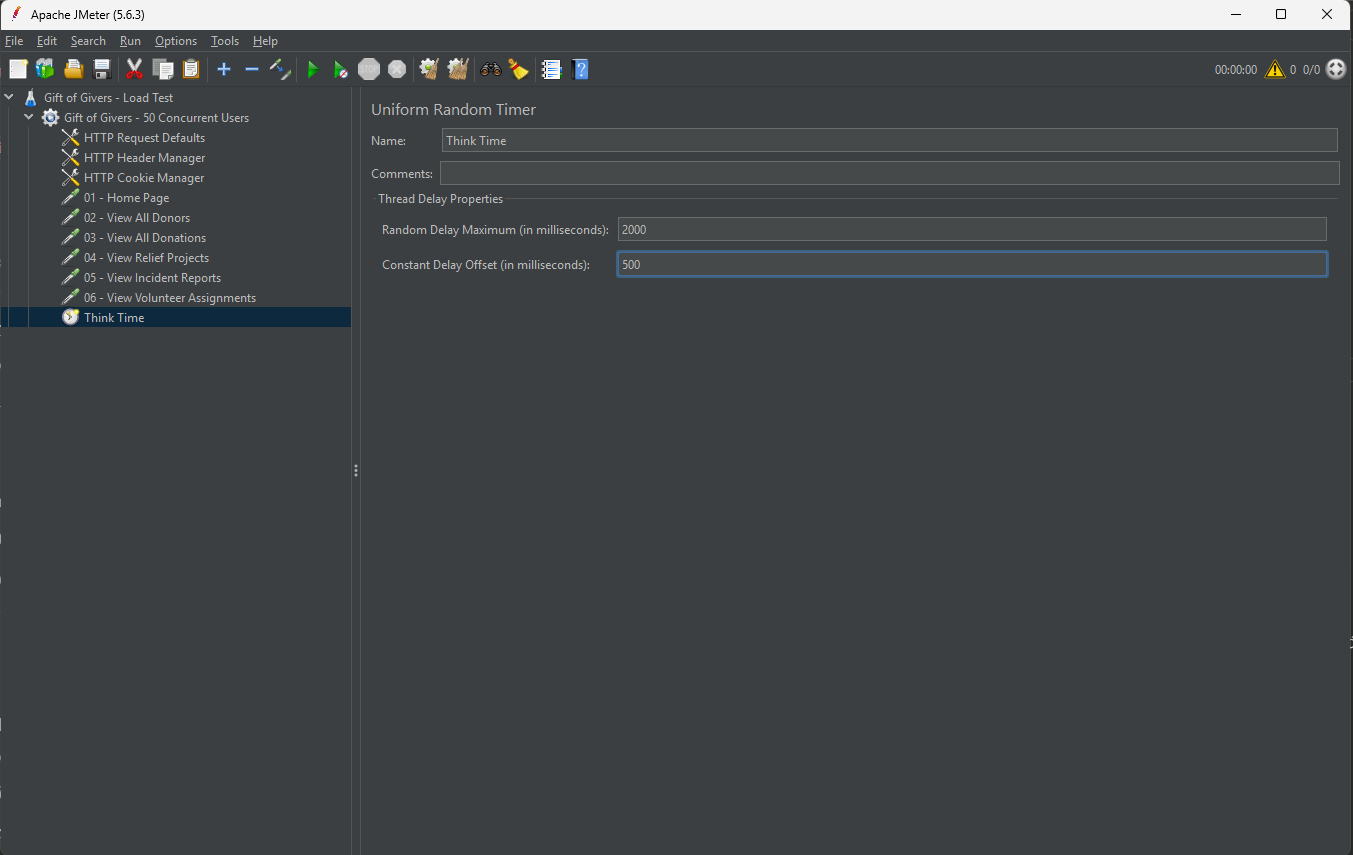 Apache JMeter (5.6.3)
File Edit Search Run Options Tools Help
STOP 00:00:00 0 0/0
Gift of Givers - Load Test
Gift of Givers - 50 Concurrent Users
HTTP Request Defaults
HTTP Header Manager
HTTP Cookie Manager
01 - Home Page
02 - View All Donors
03 - View All Donations
04 - View Relief Projects
05 - View Incident Reports
06 - View Volunteer Assignments
Think Time
Uniform Random Timer
Name: Think Time
Comments:
Thread Delay Properties
Random Delay Maximum (in milliseconds): 2000
Constant Delay Offset (in milliseconds): 500